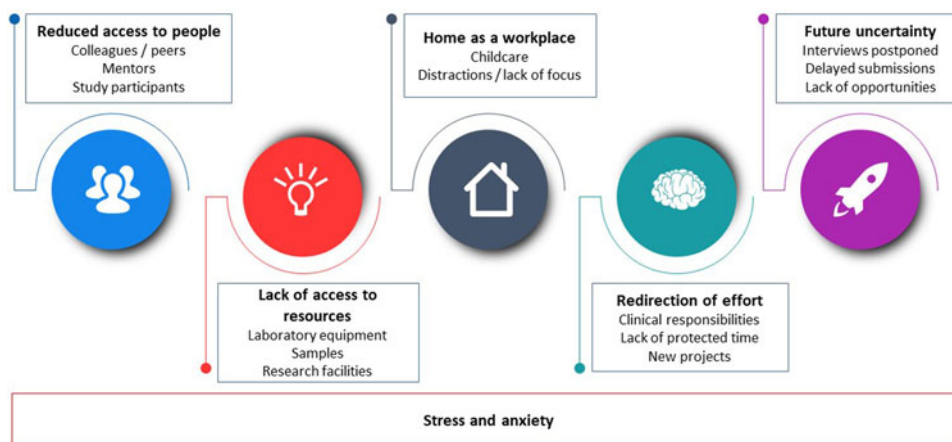 Reduced access to people
Colleagues / peers
Mentors
Study participants
Lack of access to
resources
Laboratory equipment
Samples
Research facilities
Home as a workplace
Childcare
Distractions / lack of focus
Redirection of effort
Clinical responsibilities
Lack of protected time
New projects
Future uncertainty
Interviews postponed
Delayed submissions
Lack of opportunities
Stress and anxiety